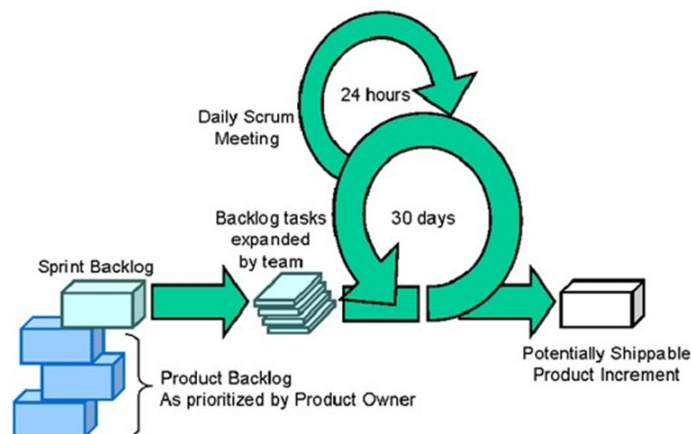 24 hours
Daily Scrum
Meeting
30 days
Backlog tasks
expanded
by team
Sprint Backlog
Potentially Shippable
Product Increment
Product Backlog
As prioritized by Product Owner